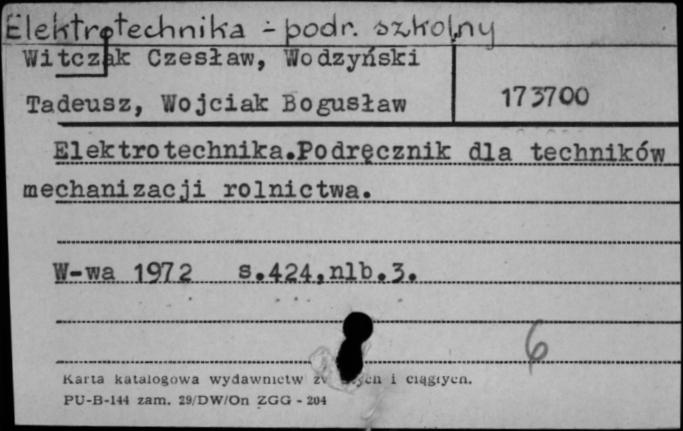 Elektrotechnika - podr. szkolny
Witczak Czesław, Wodzyński
Tadeusz, Wojciak Bogusław
173700
Elektrotechnika.Podręcznik dla techników
mechanizacji rolnictwa.
W-wa 1972 s.424,nlb.3.
6
Karta katalogowa wydawnictw i ciągłych.
PU-B-144 zam. 29/DW/On ZGG - 204